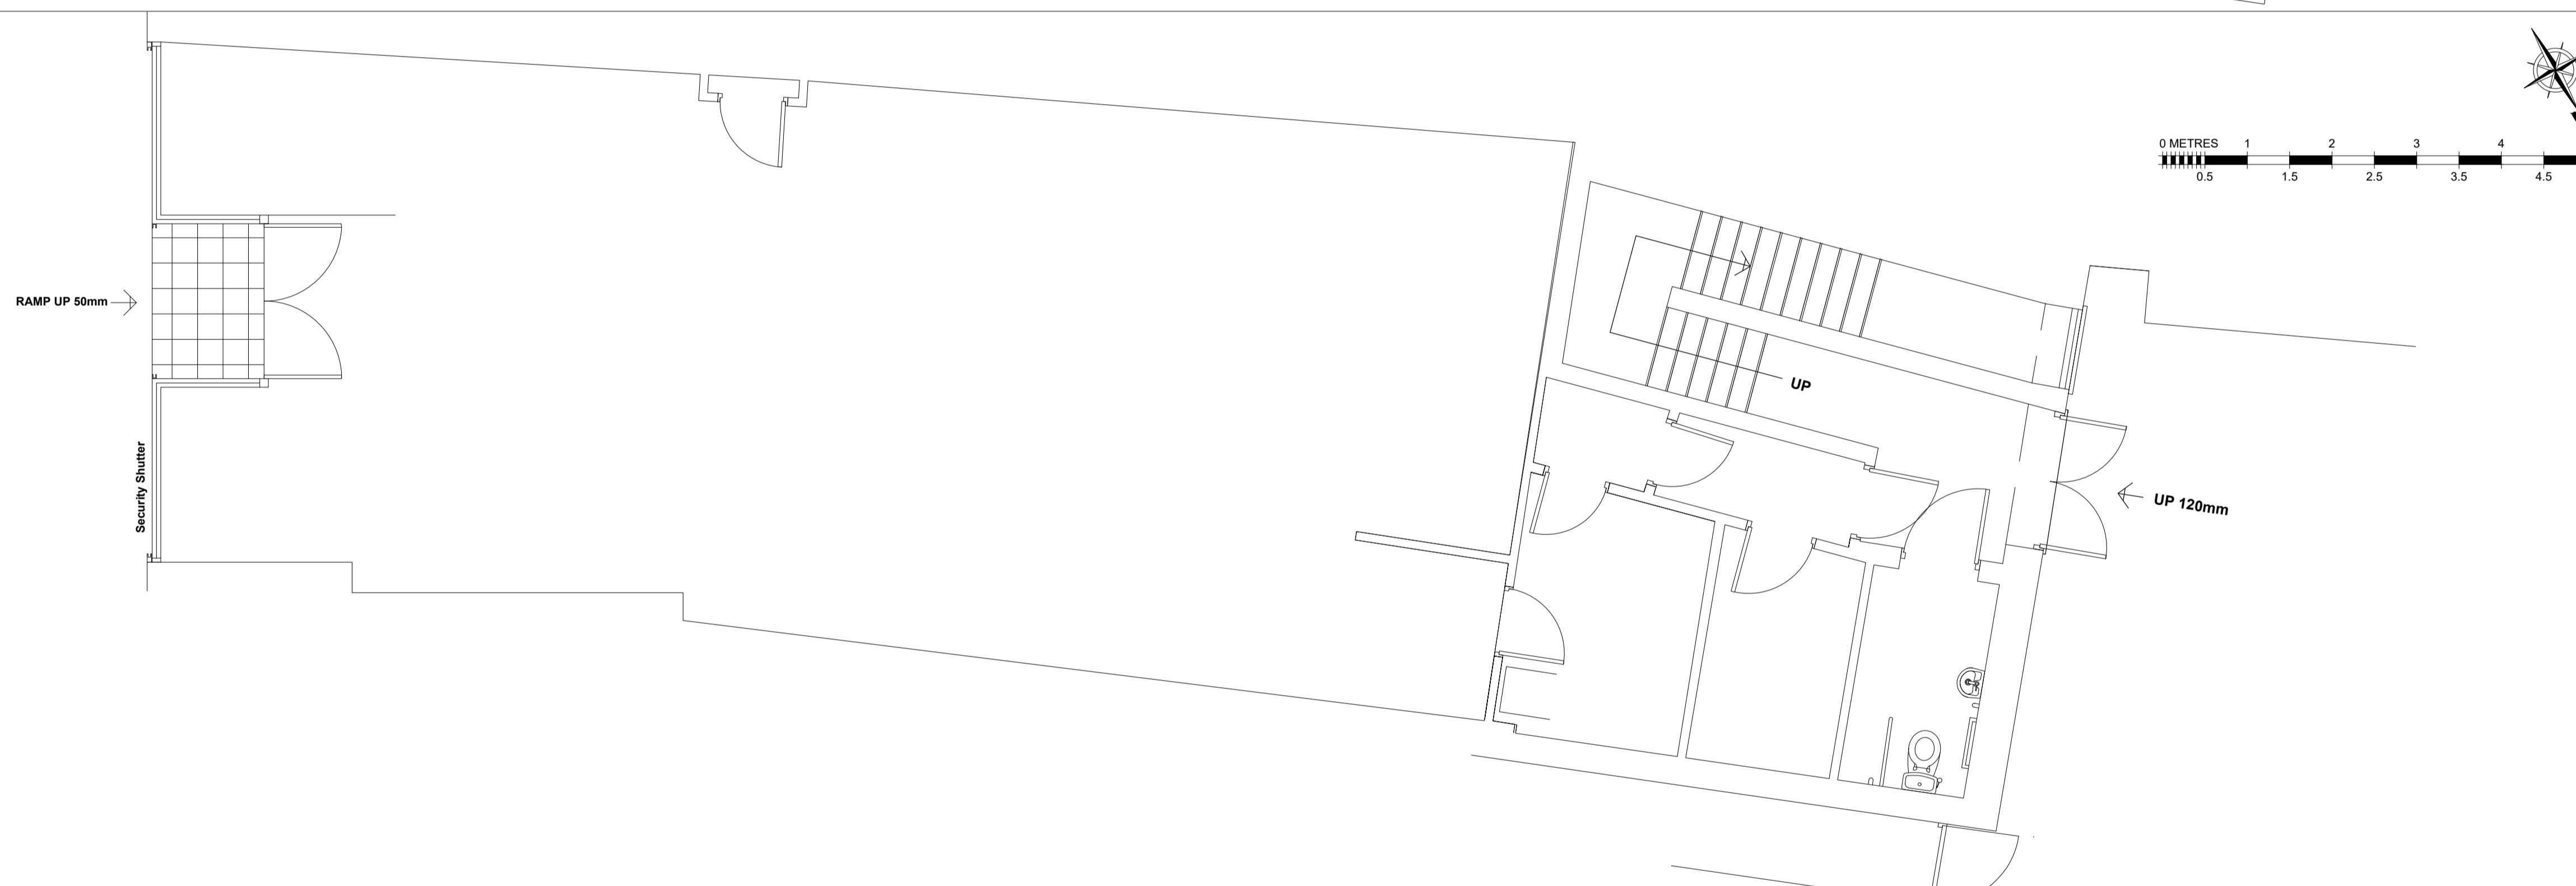 0 METRES 1 2 3 4
0.5 1.5 2.5 3.5 4.5
RAMP UP 50mm
UP
Security Shutter
UP 120mm